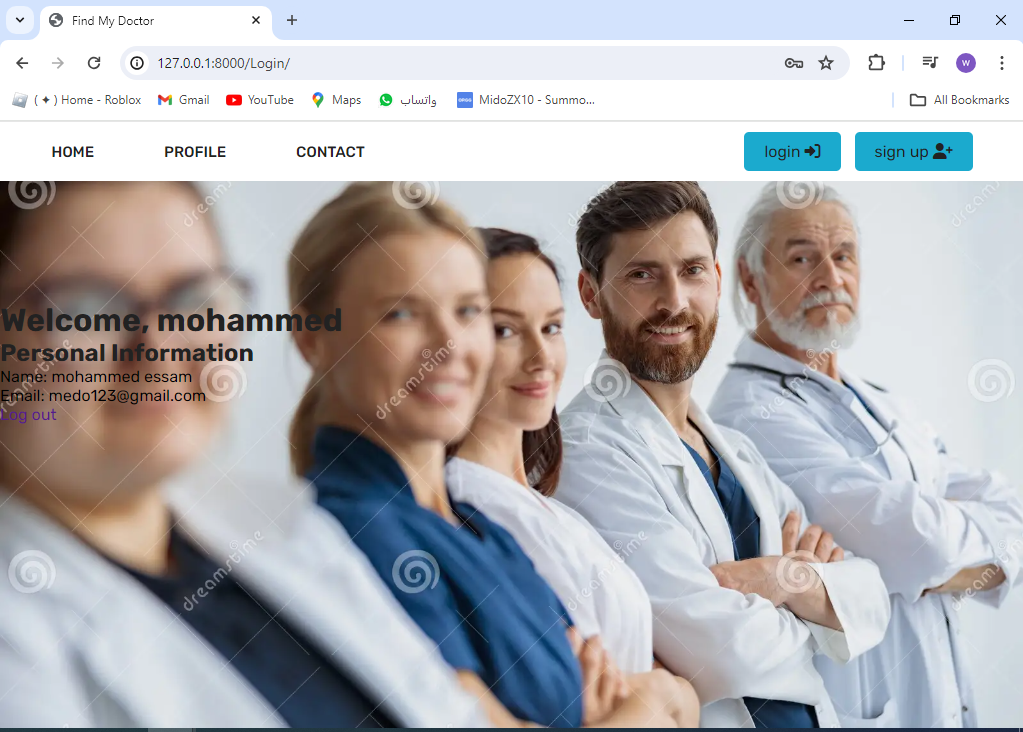 Find My Doctor
127.0.0.1:8000/Login/
W
( ✦ ) Home - Roblox Gmail YouTube Maps واتساب MidoZX10 - Summo... All Bookmarks
HOME PROFILE CONTACT login sign up
Welcome, mohammed
Personal Information
Name: mohammed essam
Email: medo123@gmail.com
Log out
dreamstime
dreamstime
dreamstime
dreamstime
dreamstime
dreamstime
dreamstime